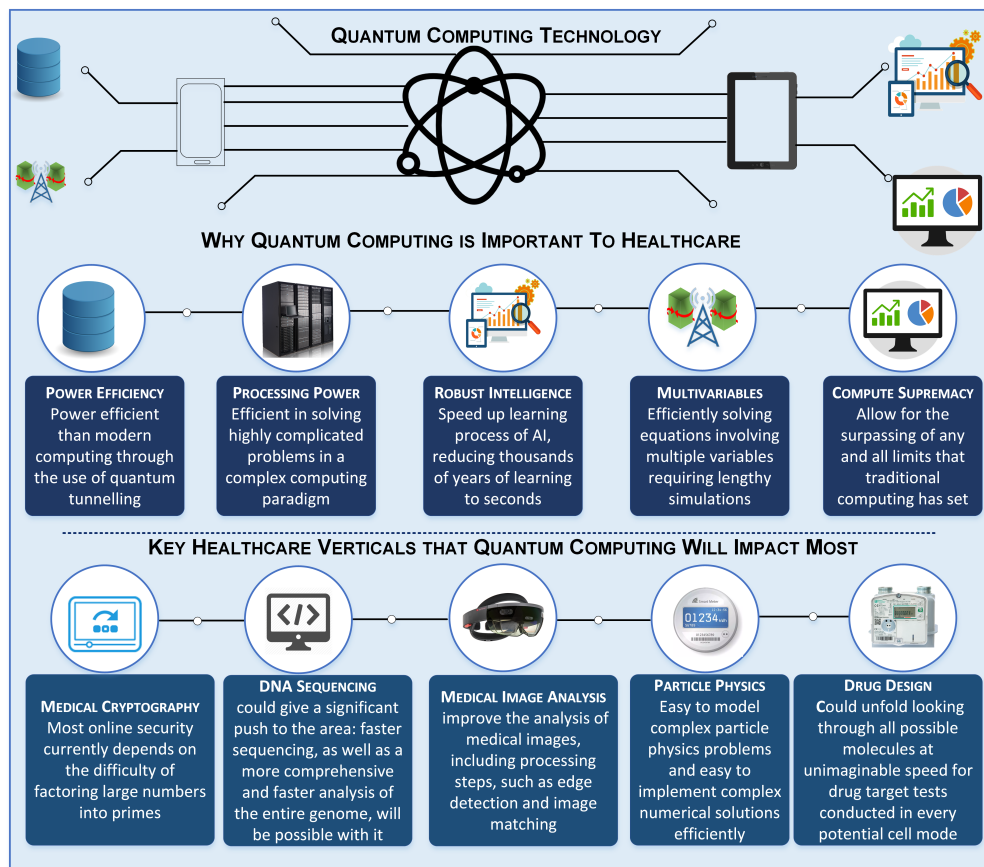 QUANTUM COMPUTING TECHNOLOGY
WHY QUANTUM COMPUTING IS IMPORTANT TO HEALTHCARE
POWER EFFICIENCY
Power efficient
than modern
computing through
the use of quantum
tunnelling
PROCESSING POWER
Efficient in solving
highly complicated
problems in a
complex computing
paradigm
ROBUST INTELLIGENCE
Speed up learning
process of AI,
reducing thousands
of years of learning
to seconds
MULTIVARIABLES
Efficiently solving
equations involving
multiple variables
requiring lengthy
simulations
COMPUTE SUPREMACY
Allow for the
surpassing of any
and all limits that
traditional
computing has set
KEY HEALTHCARE VERTICALS THAT QUANTUM COMPUTING WILL IMPACT MOST
</>
01234
MEDICAL CRYPTOGRAPHY
Most online security
currently depends on
the difficulty of
factoring large numbers
into primes
DNA SEQUENCING
could give a significant
push to the area: faster
sequencing, as well as a
more comprehensive
and faster analysis of
the entire genome, will
be possible with it
MEDICAL IMAGE ANALYSIS
improve the analysis of
medical images,
including processing
steps, such as edge
detection and image
matching
PARTICLE PHYSICS
Easy to model
complex particle
physics problems
and easy to
implement complex
numerical solutions
efficiently
DRUG DESIGN
Could unfold looking
through all possible
molecules at
unimaginable speed for
drug target tests
conducted in every
potential cell mode